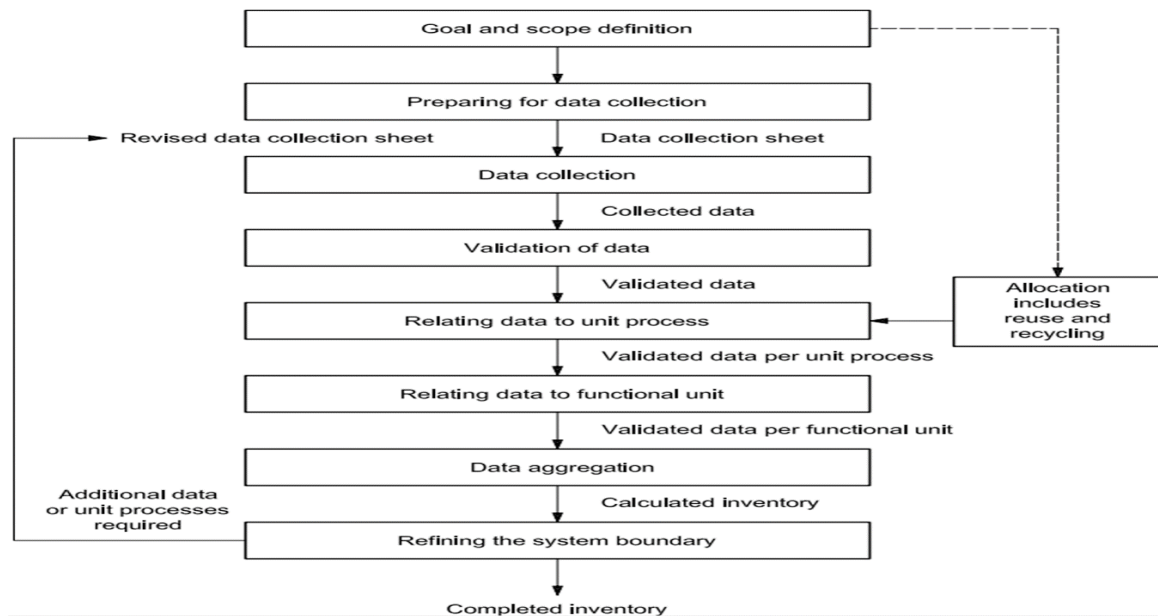 Goal and scope definition
Preparing for data collection
Revised data collection sheet
Data collection sheet
Data collection
Collected data
Validation of data
Validated data
Allocation
includes
reuse and
recycling
Relating data to unit process
Validated data per unit process
Relating data to functional unit
Validated data per functional unit
Data aggregation
Additional data
or unit processes
required
Calculated inventory
Refining the system boundary
Completed inventory